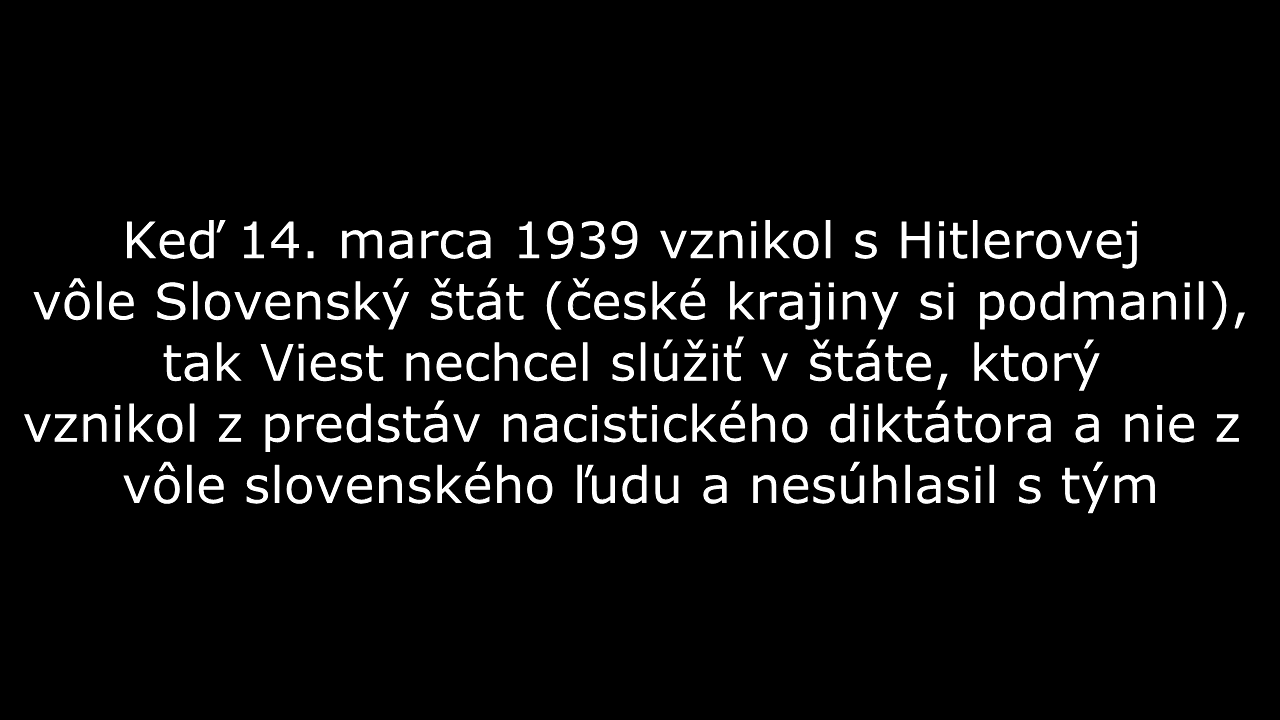 Keď 14. marca 1939 vznikol s Hitlerovej
vôle Slovenský štát (české krajiny si podmanil),
tak Viest nechcel slúžiť v štáte, ktorý
vznikol z predstáv nacistického diktátora a nie z
vôle slovenského ľudu a nesúhlasil s tým